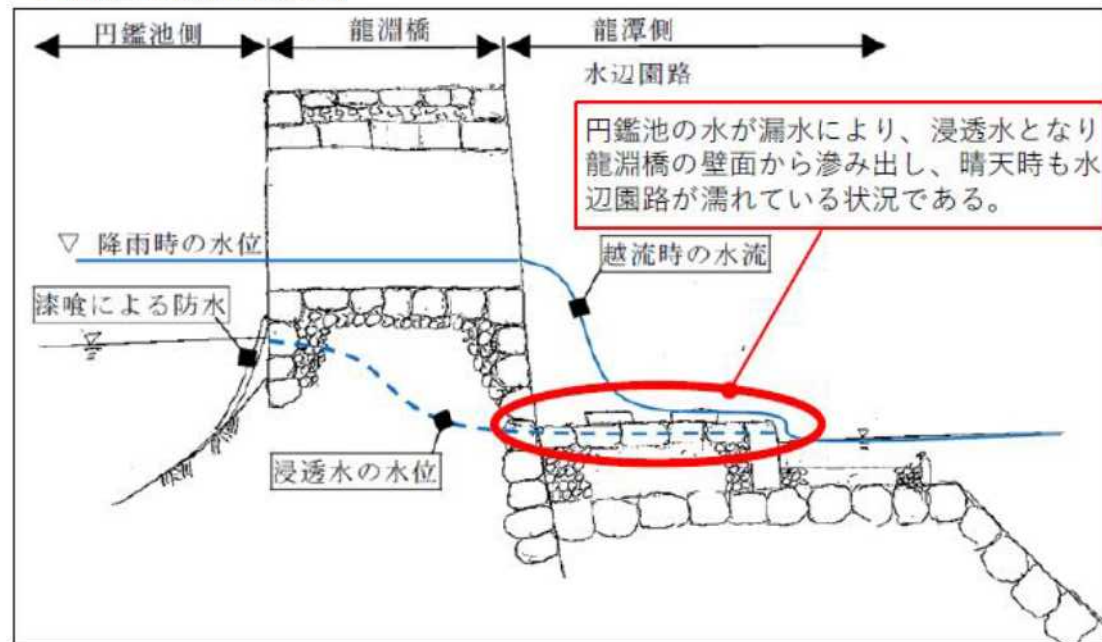 円鑑池側
龍淵橋
龍潭側
水辺園路
円鑑池の水が漏水により、浸透水となり
龍淵橋の壁面から滲み出し、晴天時も水
辺園路が濡れている状況である。
▽ 降雨時の水位
越流時の水流
漆喰による防水
浸透水の水位